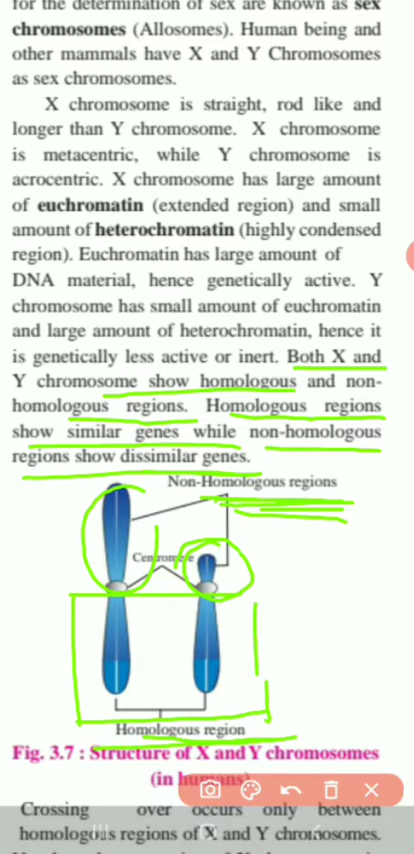 for the determination of sex are known as sex
chromosomes (Allosomes). Human being and
other mammals have X and Y Chromosomes
as sex chromosomes.
X chromosome is straight, rod like and
longer than Y chromosome. X chromosome
is metacentric, while Y chromosome is
acrocentric. X chromosome has large amount
of euchromatin (extended region) and small
amount of heterochromatin (highly condensed
region). Euchromatin has large amount of
DNA material, hence genetically active. Y
chromosome has small amount of euchromatin
and large amount of heterochromatin, hence it
is genetically less active or inert. Both X and
Y chromosome show homologous and non-
homologous regions. Homologous regions
show similar genes while non-homologous
regions show dissimilar genes.
Non-Homologous regions
Centromere
Homologous region
Fig. 3.7 : Structure of X and Y chromosomes
(in humans)
Crossing over occurs only between
homologous regions of X and Y chromosomes.